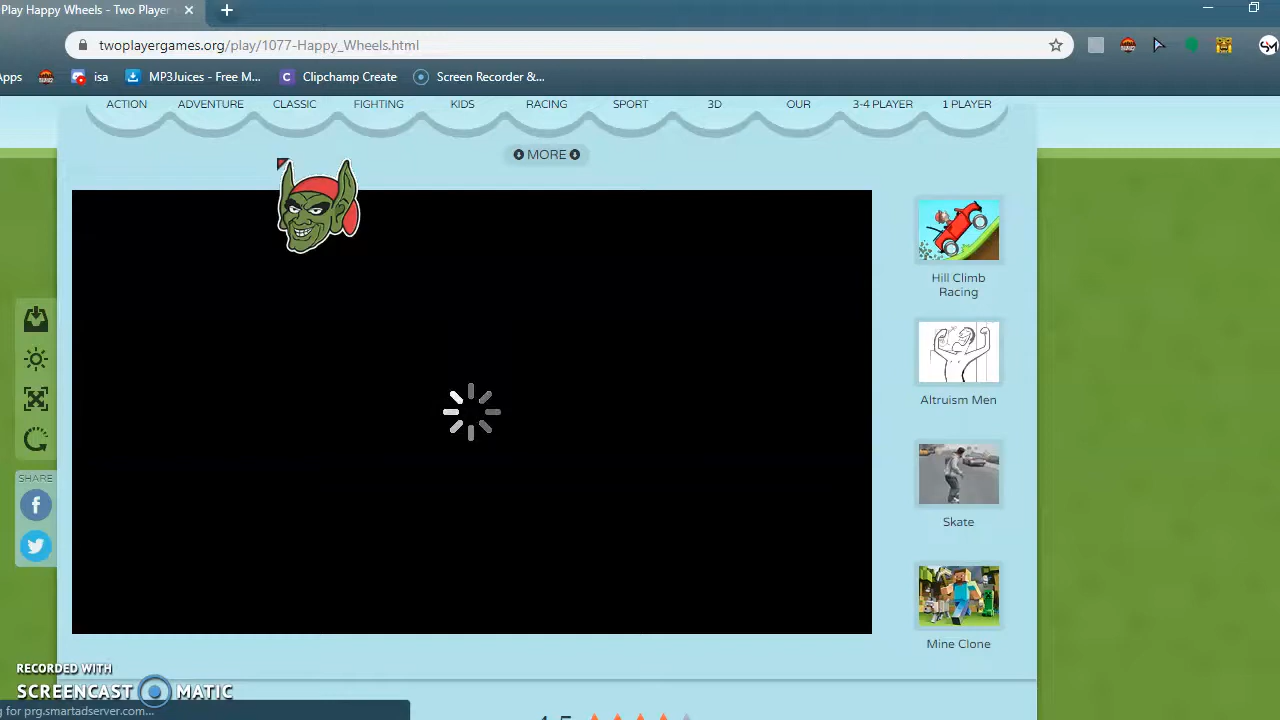 Play Happy Wheels - Two Player
twoplayergames.org/play/1077-Happy_Wheels.html
Apps
isa
MP3Juices - Free M...
Clipchamp Create
Screen Recorder &...
ACTION
ADVENTURE
CLASSIC
FIGHTING
KIDS
RACING
SPORT
3D
OUR
3-4 PLAYER
1 PLAYER
MORE
Hill Climb
Racing
Altruism Men
Skate
Mine Clone
SHARE
RECORDED WITH
SCREENCAST MATIC
g for prg.smartadserver.com...